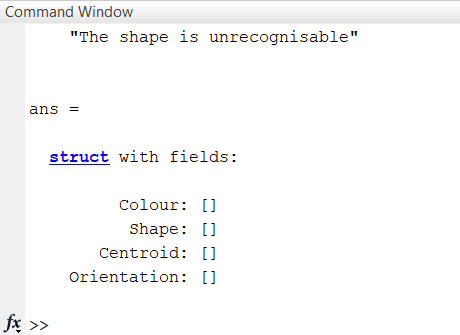 Command Window
"The shape is unrecognisable"
ans =
struct with fields:
Colour: []
Shape: []
Centroid: []
Orientation: []
fx >>